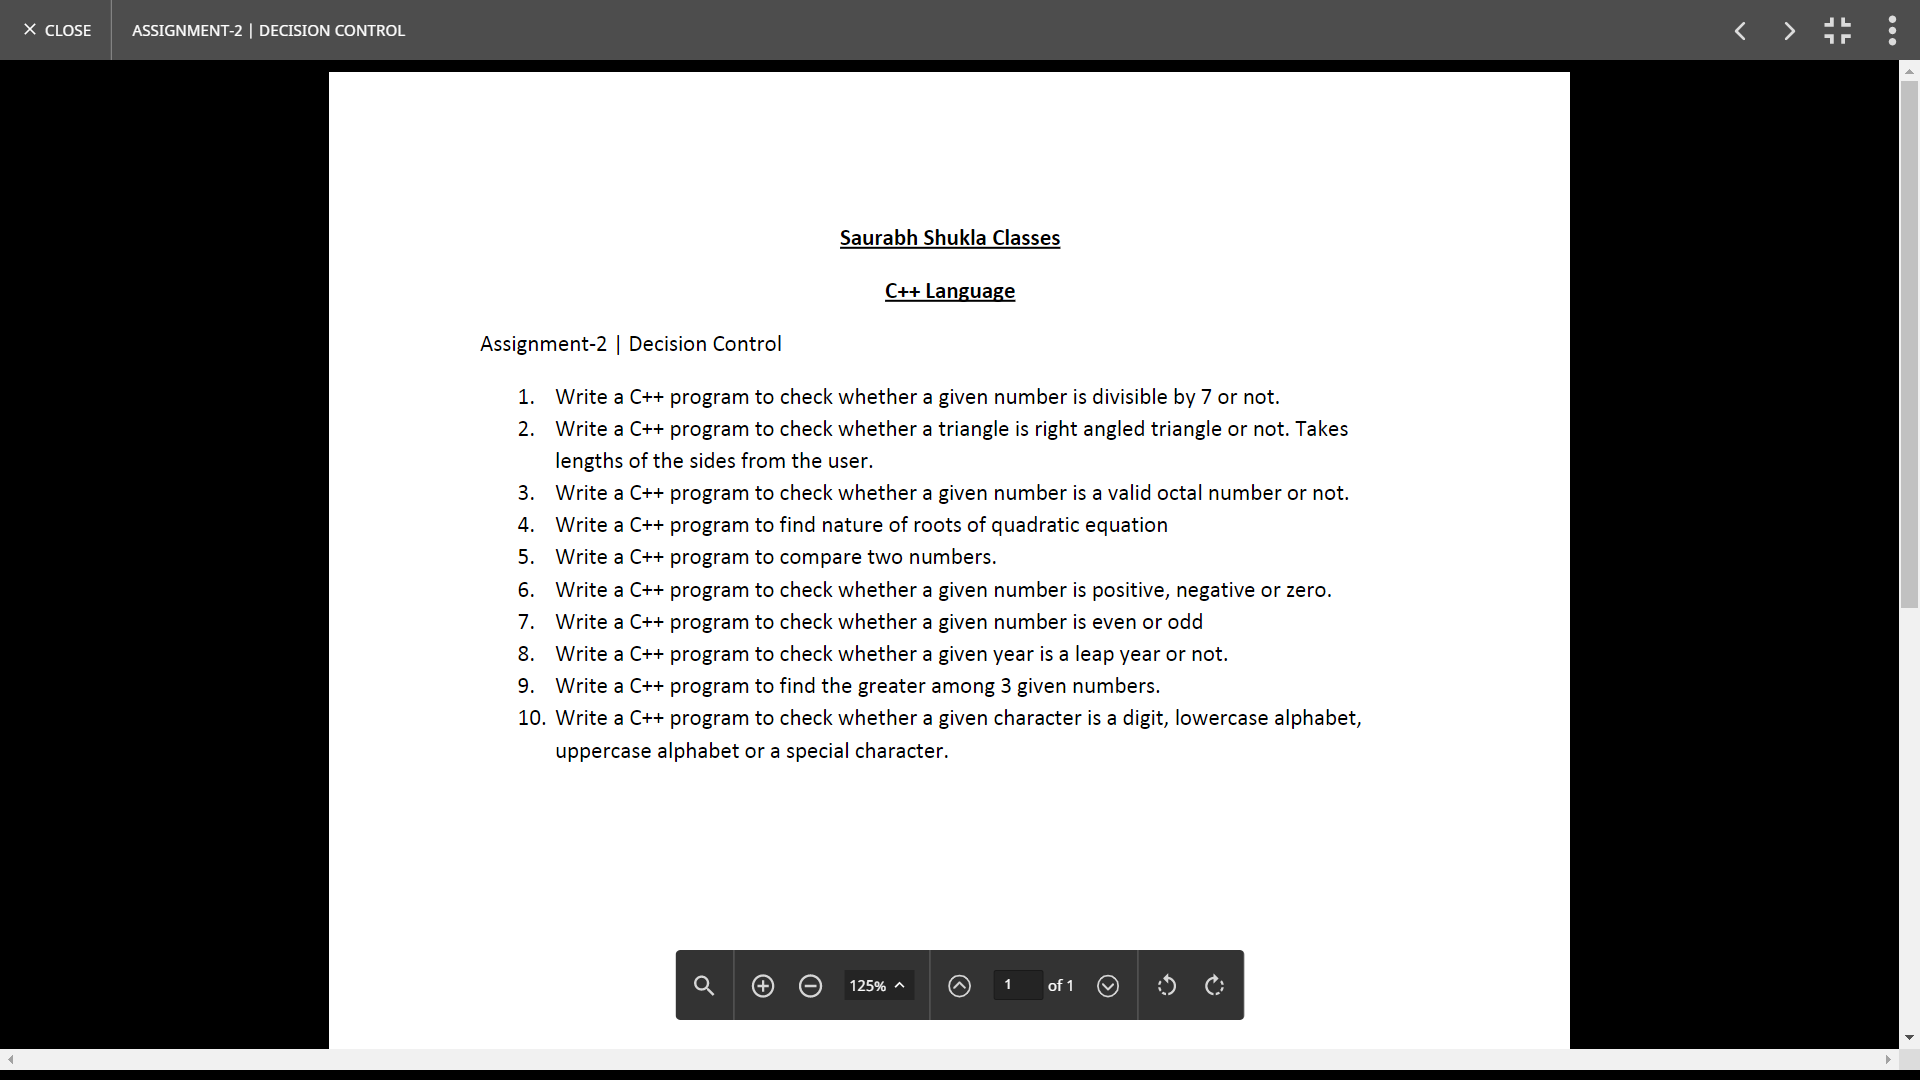 CLOSE
ASSIGNMENT-2 | DECISION CONTROL
Saurabh Shukla Classes
C++ Language
Assignment-2 | Decision Control
1. Write a C++ program to check whether a given number is divisible by 7 or not.
2. Write a C++ program to check whether a triangle is right angled triangle or not. Takes
lengths of the sides from the user.
3. Write a C++ program to check whether a given number is a valid octal number or not.
4. Write a C++ program to find nature of roots of quadratic equation
5. Write a C++ program to compare two numbers.
6. Write a C++ program to check whether a given number is positive, negative or zero.
7. Write a C++ program to check whether a given number is even or odd
8. Write a C++ program to check whether a given year is a leap year or not.
9. Write a C++ program to find the greater among 3 given numbers.
10. Write a C++ program to check whether a given character is a digit, lowercase alphabet,
uppercase alphabet or a special character.
125%
1 of 1